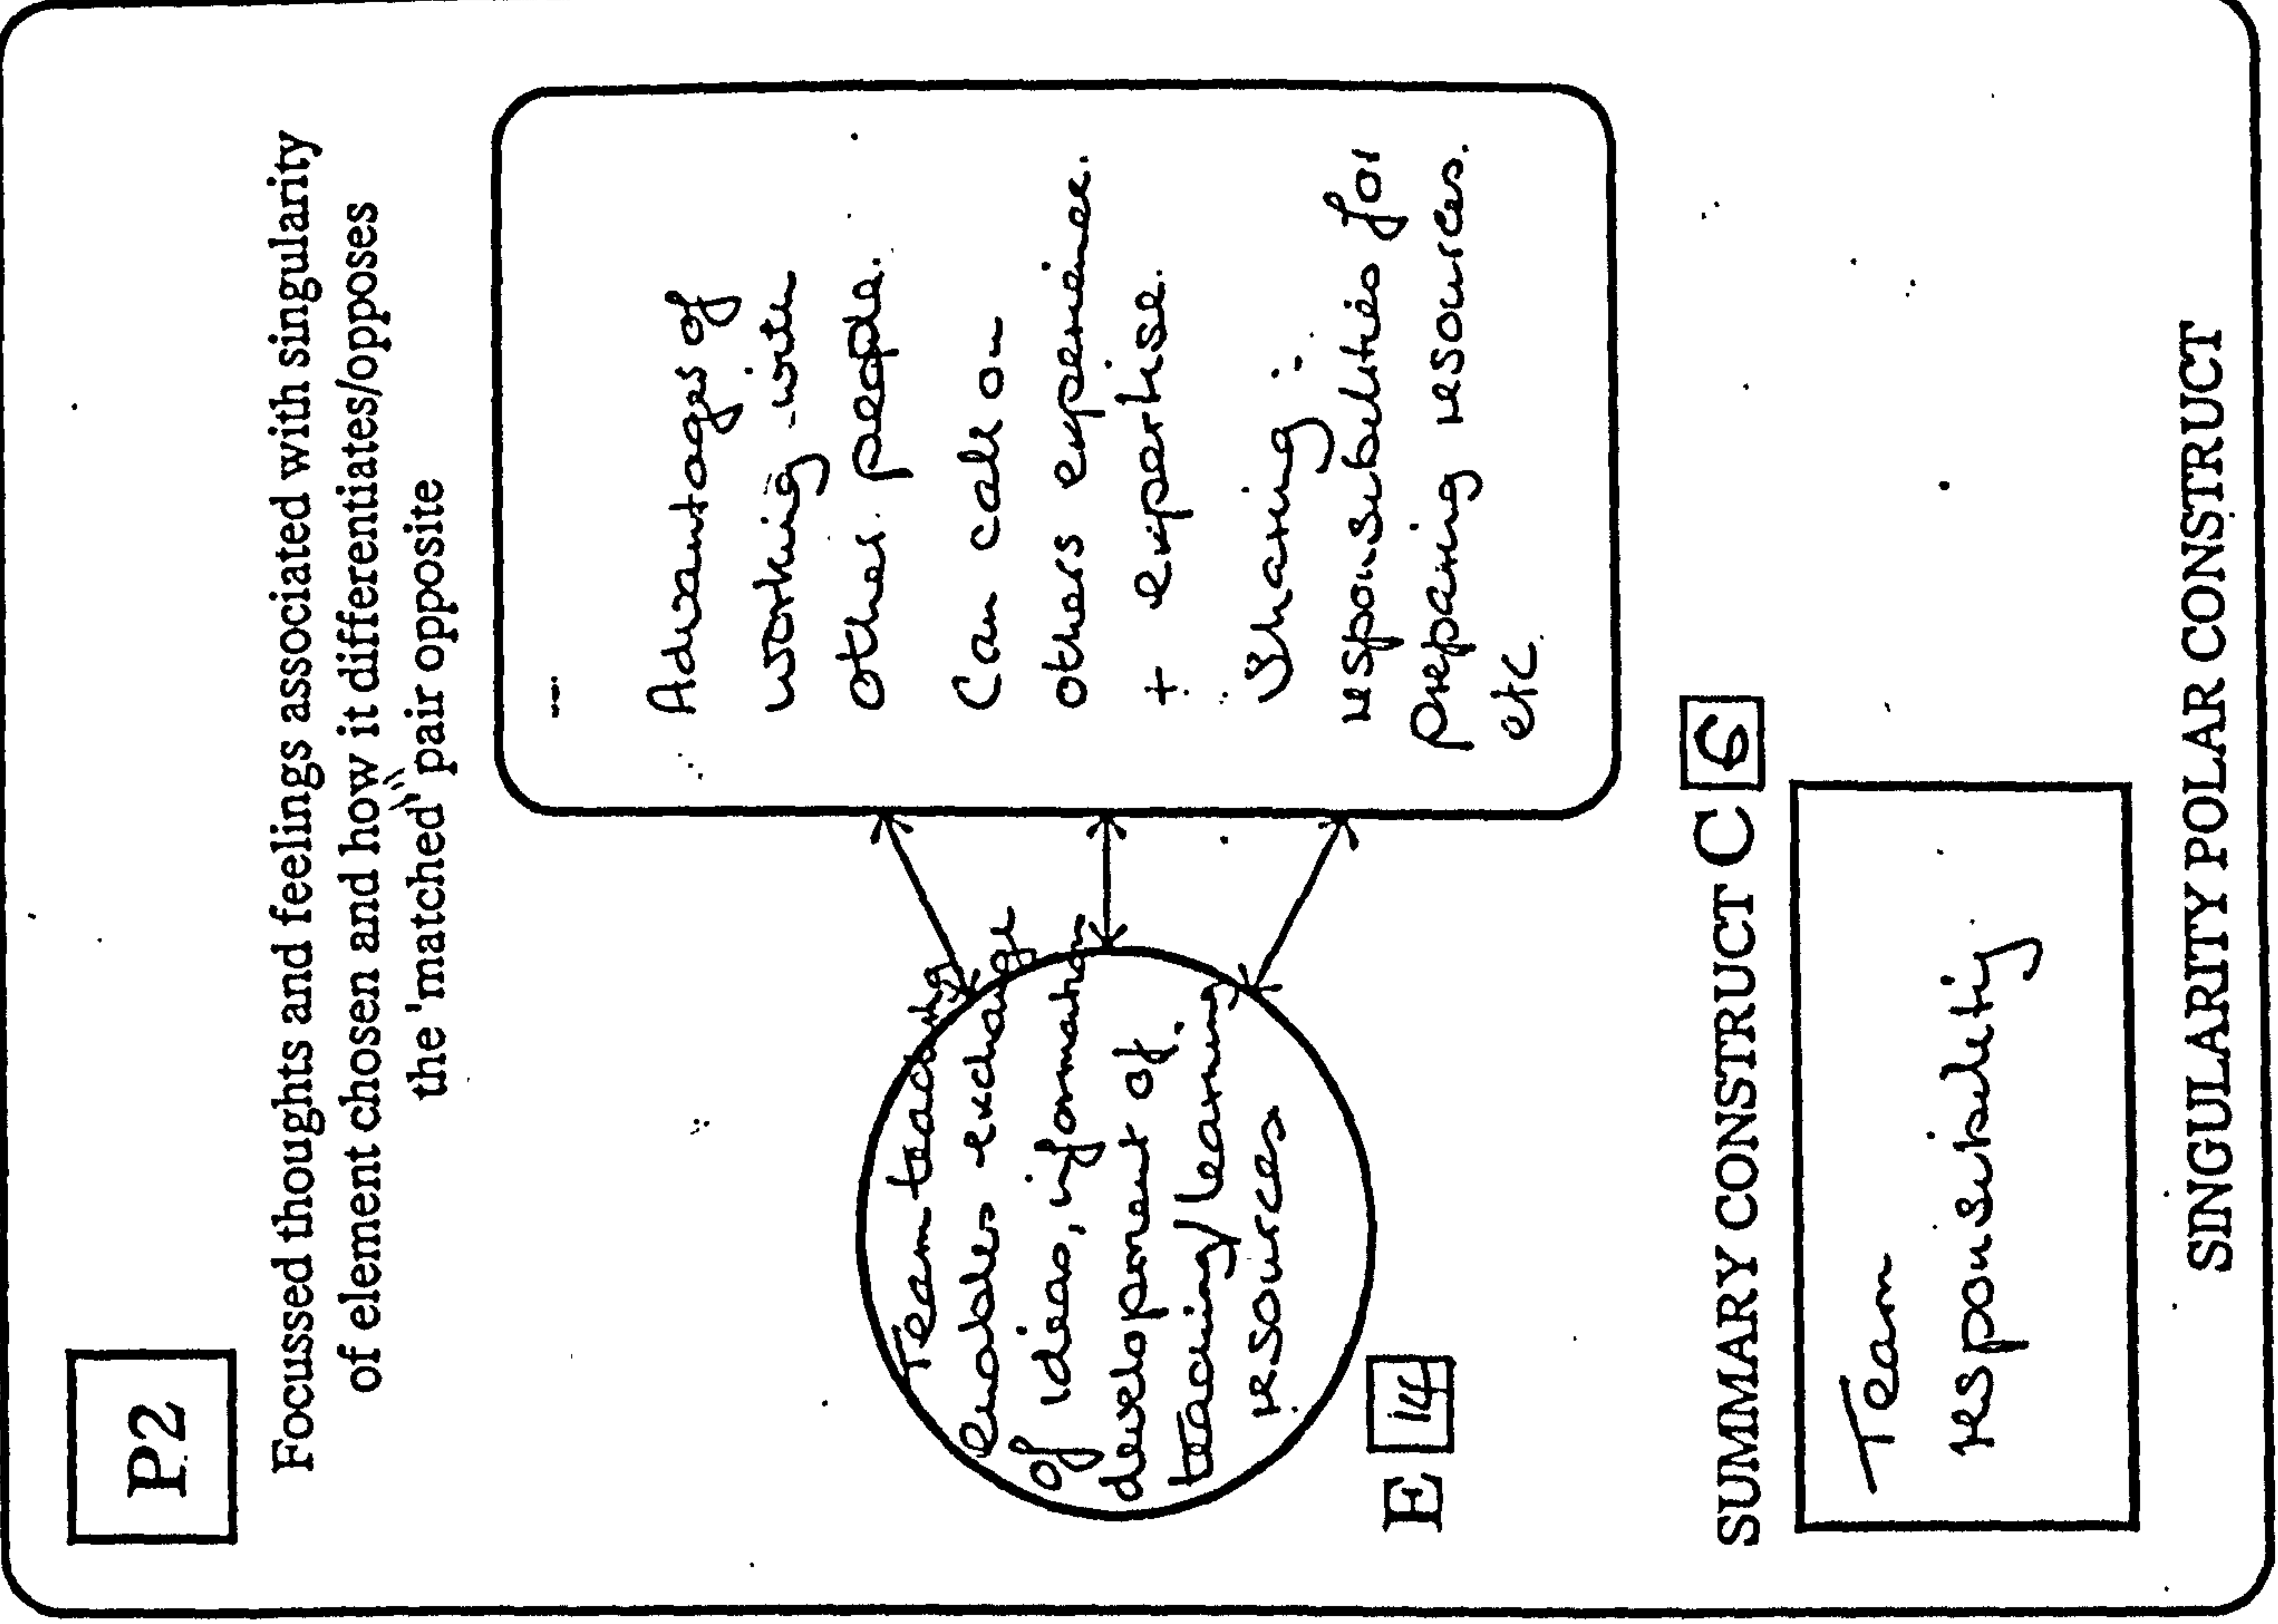 P2
Focussed thoughts and feelings associated with singularity
of element chosen and how it differentiates/opposes
the 'matched' pair opposite
Team teaching
enables exchange
of ideas, information
development of
teacing/learning
resources
E 14
Advantages of
working with
other people.
Can call on
others experience.
+ expertise.
Sharing
responsibilities for
preparing resources.
etc.
SUMMARY CONSTRUCT C 6
Team
responsibility
SINGULARITY POLAR CONSTRUCT